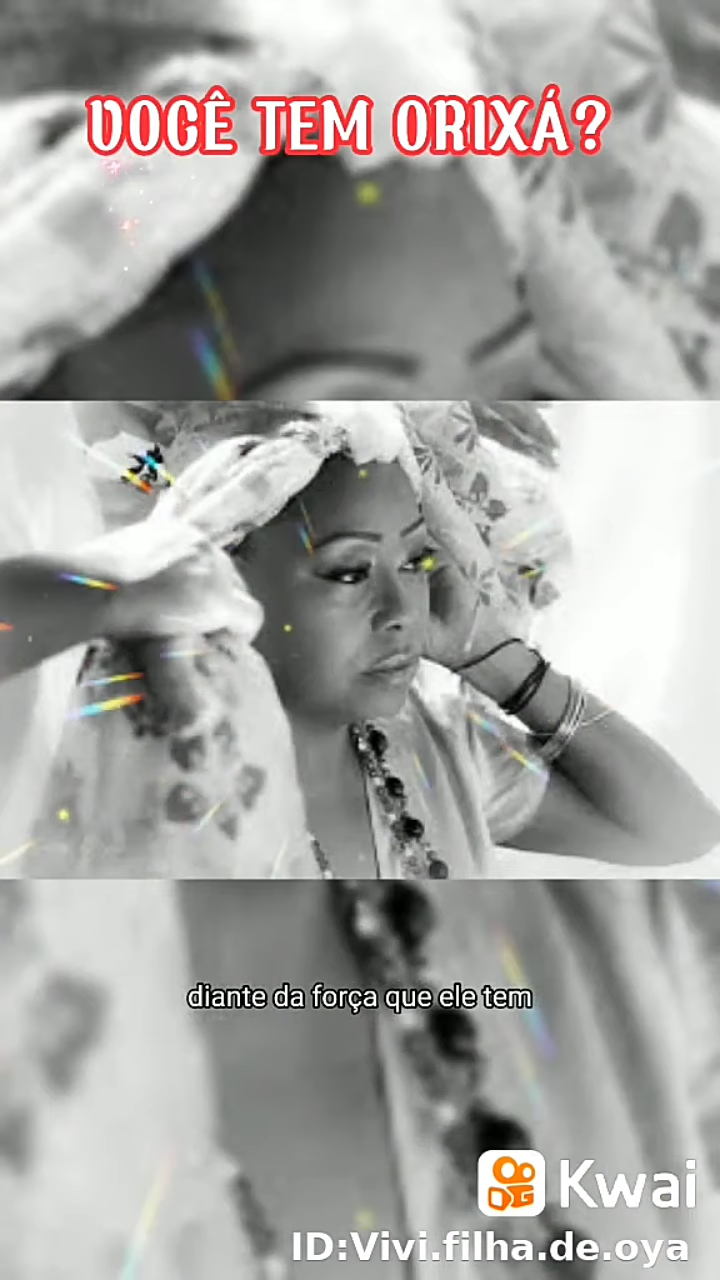 VOCÊ TEM ORIXÁ?
diante da força que ele tem
Kwai
ID:Vivi.filha.de.oya